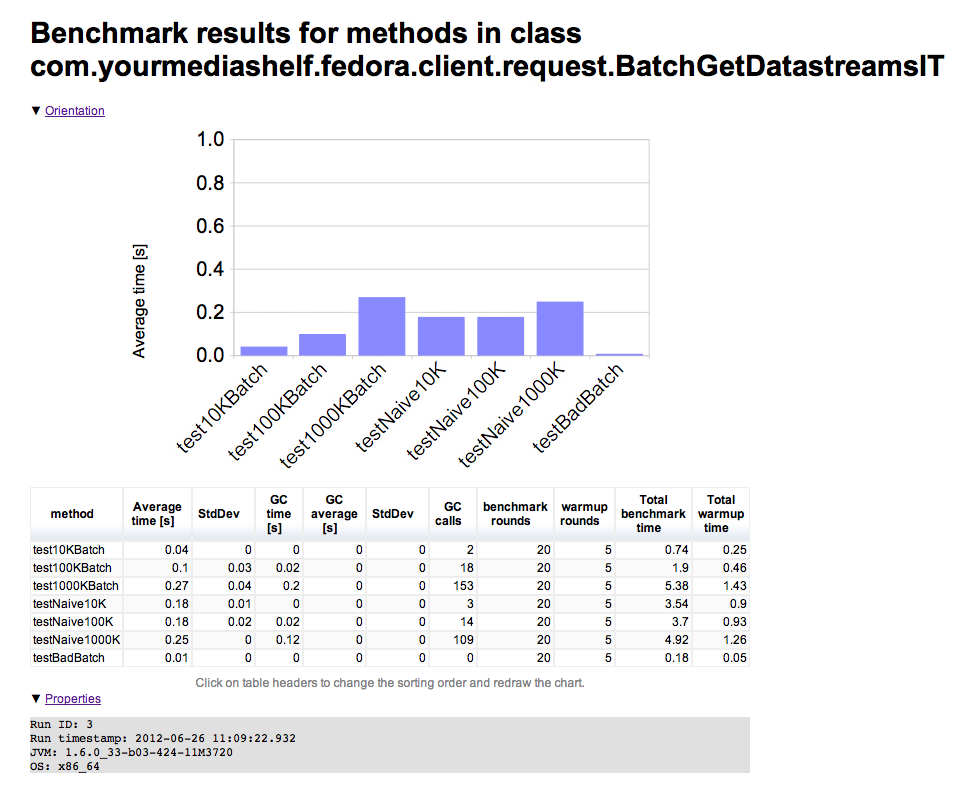 Benchmark results for methods in class
com.yourmediashelf.fedora.client.request.BatchGetDatastreamsIT
▼ Orientation
1.0
0.8
0.6
0.4
0.2
0.0
Average time [s]
test10KBatch
test100KBatch
test1000KBatch
testNaive10K
testNaive100K
testNaive1000K
testBadBatch
method Average time [s] StdDev GC time [s] GC average [s] StdDev GC calls benchmark rounds warmup rounds Total benchmark time Total warmup time
test10KBatch 0.04 0 0 0 0 2 20 5 0.74 0.25
test100KBatch 0.1 0.03 0.02 0 0 18 20 5 1.9 0.46
test1000KBatch 0.27 0.04 0.2 0 0 153 20 5 5.38 1.43
testNaive10K 0.18 0.01 0 0 0 3 20 5 3.54 0.9
testNaive100K 0.18 0.02 0.02 0 0 14 20 5 3.7 0.93
testNaive1000K 0.25 0 0.12 0 0 109 20 5 4.92 1.26
testBadBatch 0.01 0 0 0 0 0 20 5 0.18 0.05
Click on table headers to change the sorting order and redraw the chart.
▼ Properties
Run ID: 3
Run timestamp: 2012-06-26 11:09:22.932
JVM: 1.6.0_33-b03-424-11M3720
OS: x86_64